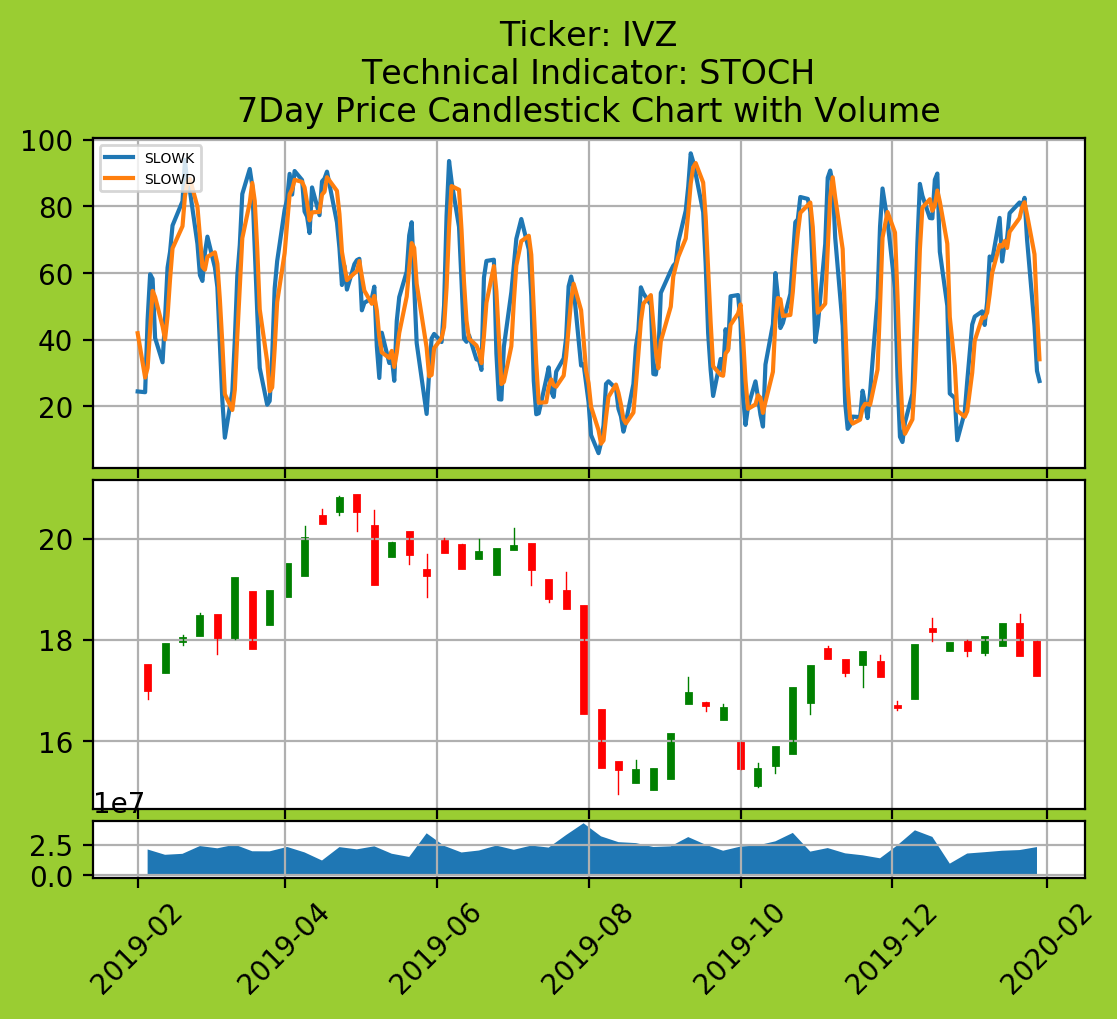 Ticker: IVZ
Technical Indicator: STOCH
7Day Price Candlestick Chart with Volume
SLOWK
SLOWD
100
80
60
40
20
20
18
16
1e7
2.5
0.0
2019-02
2019-04
2019-06
2019-08
2019-10
2019-12
2020-02